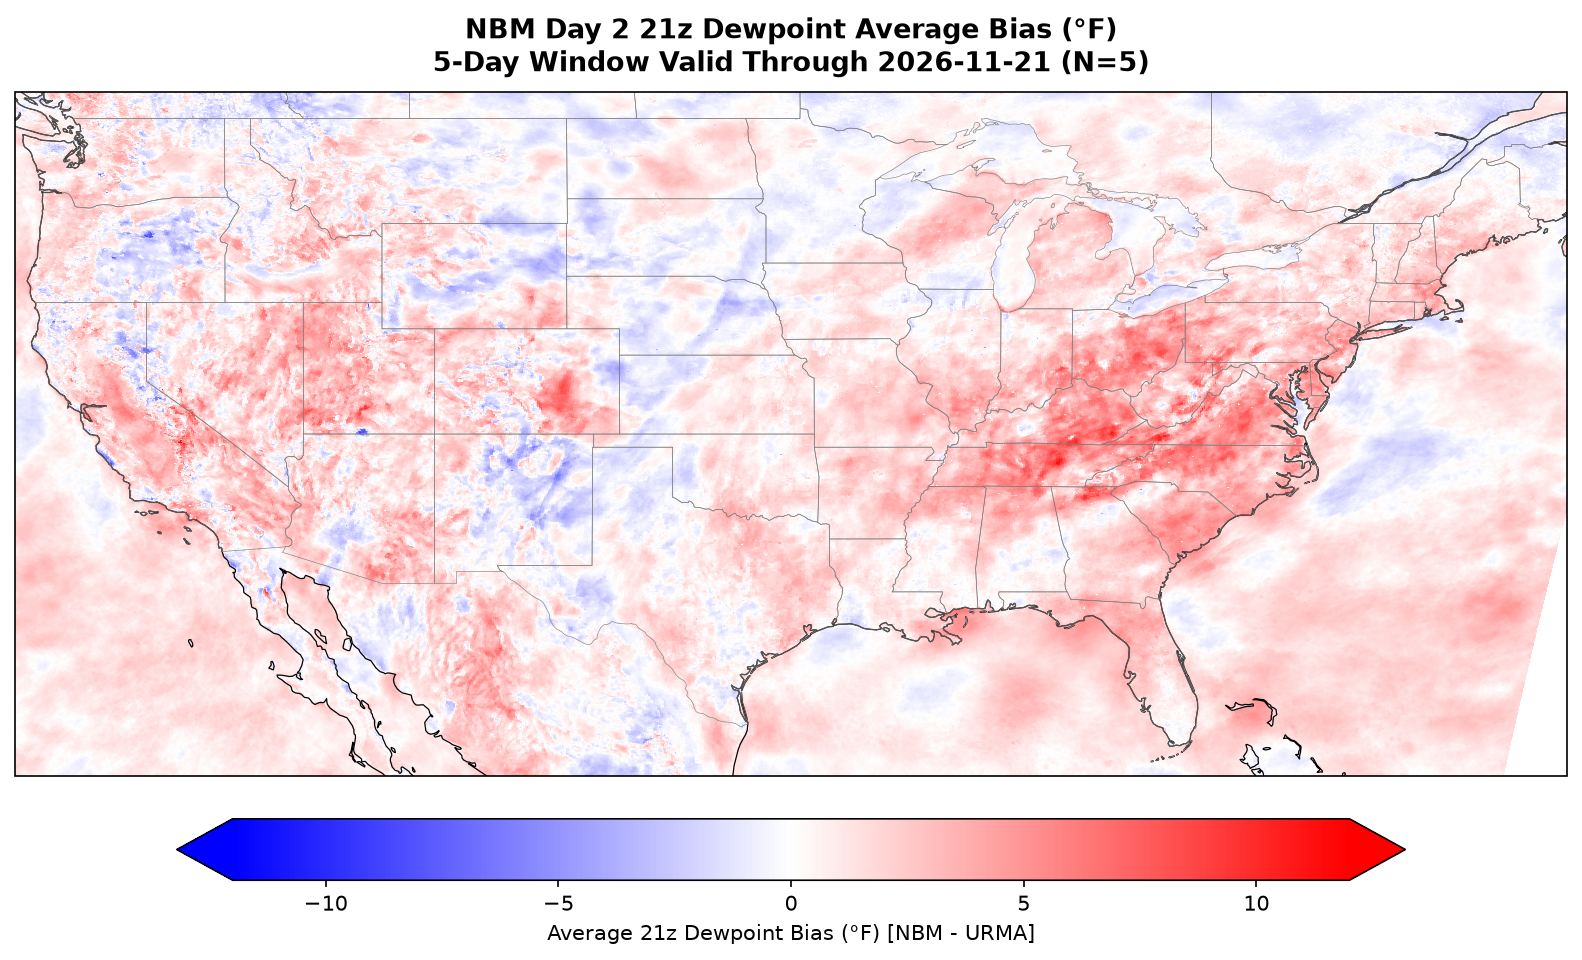 NBM Day 2 21z Dewpoint Average Bias (°F)
5-Day Window Valid Through 2026-11-21 (N=5)
−10 −5 0 5 10
Average 21z Dewpoint Bias (°F) [NBM - URMA]